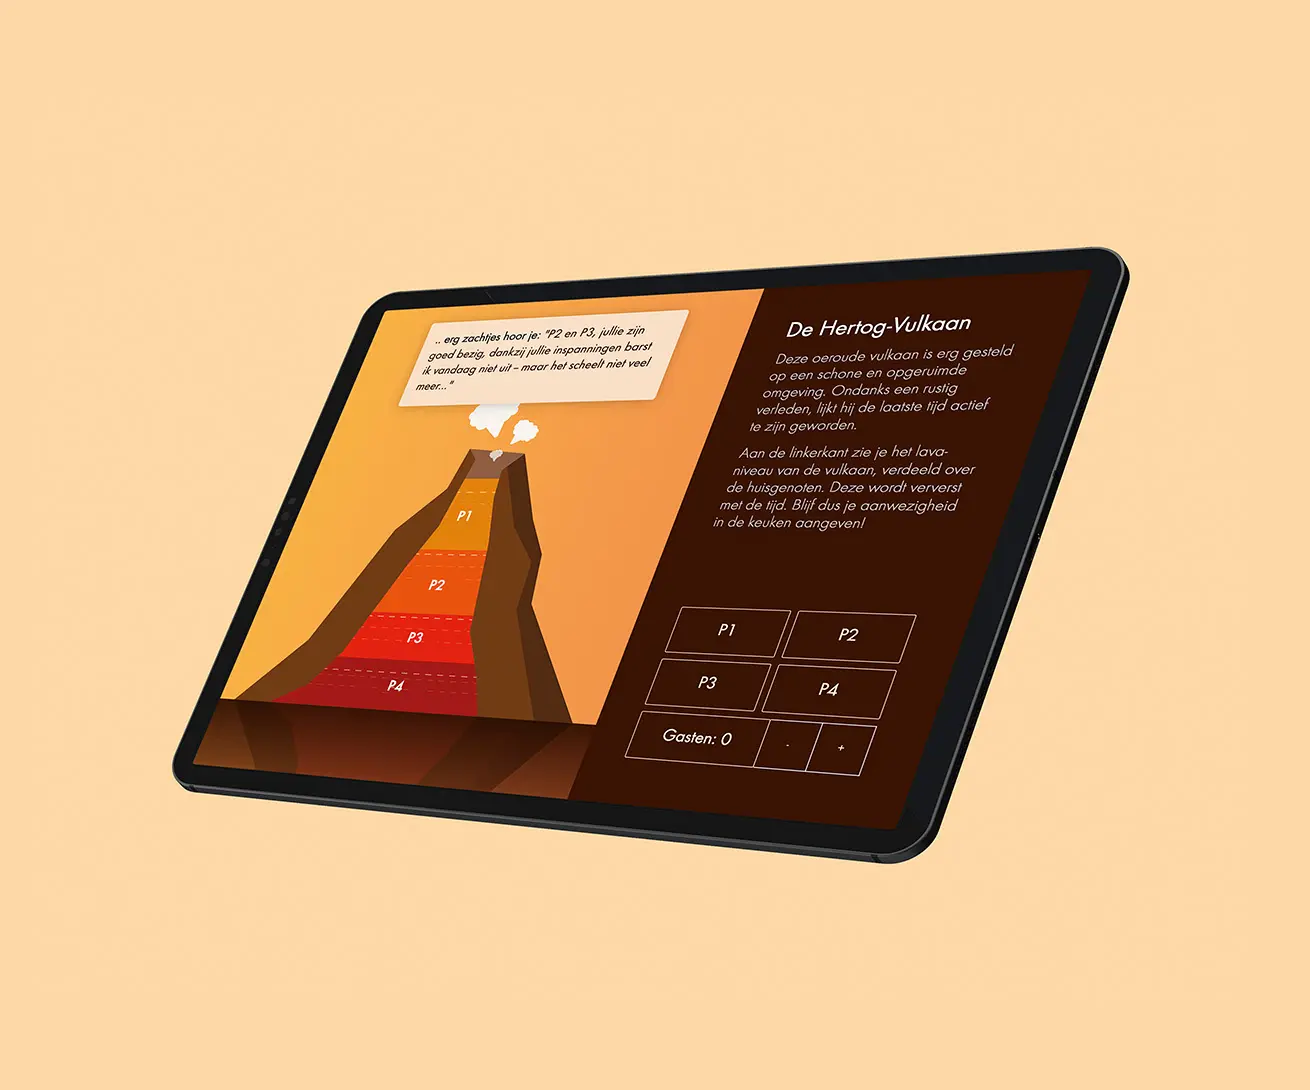 .. erg zachtjes hoor je: "P2 en P3, jullie zijn
goed bezig, dankzij jullie inspanningen barst
ik vandaag niet uit – maar het scheelt niet veel
meer..."
P1
P2
P3
P4
De Hertog-Vulkaan
Deze oeroude vulkaan is erg gesteld
op een schone en opgeruimde
omgeving. Ondanks een rustig
verleden, lijkt hij de laatste tijd actief
te zijn geworden.
Aan de linkerkant zie je het lava-
niveau van de vulkaan, verdeeld over
de huisgenoten. Deze wordt ververst
met de tijd. Blijf dus je aanwezigheid
in de keuken aangeven!
P1
P2
P3
P4
Gasten: 0
-
+